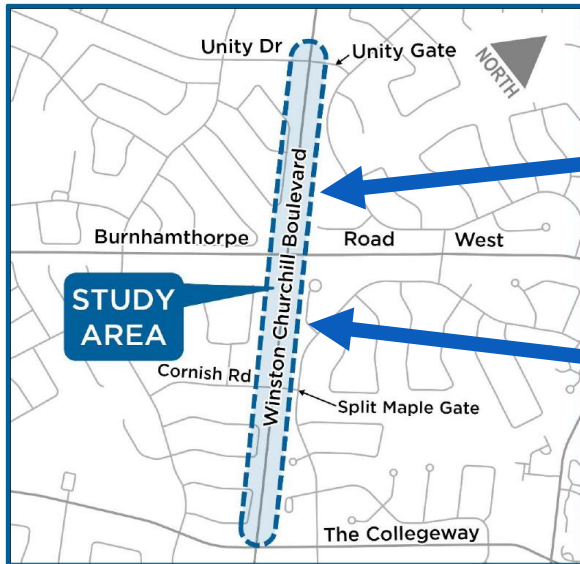 Unity Dr
Unity Gate
NORTH
Winston Churchill Boulevard
Burnhamthorpe Road West
STUDY
AREA
Cornish Rd
Split Maple Gate
The Collegeway